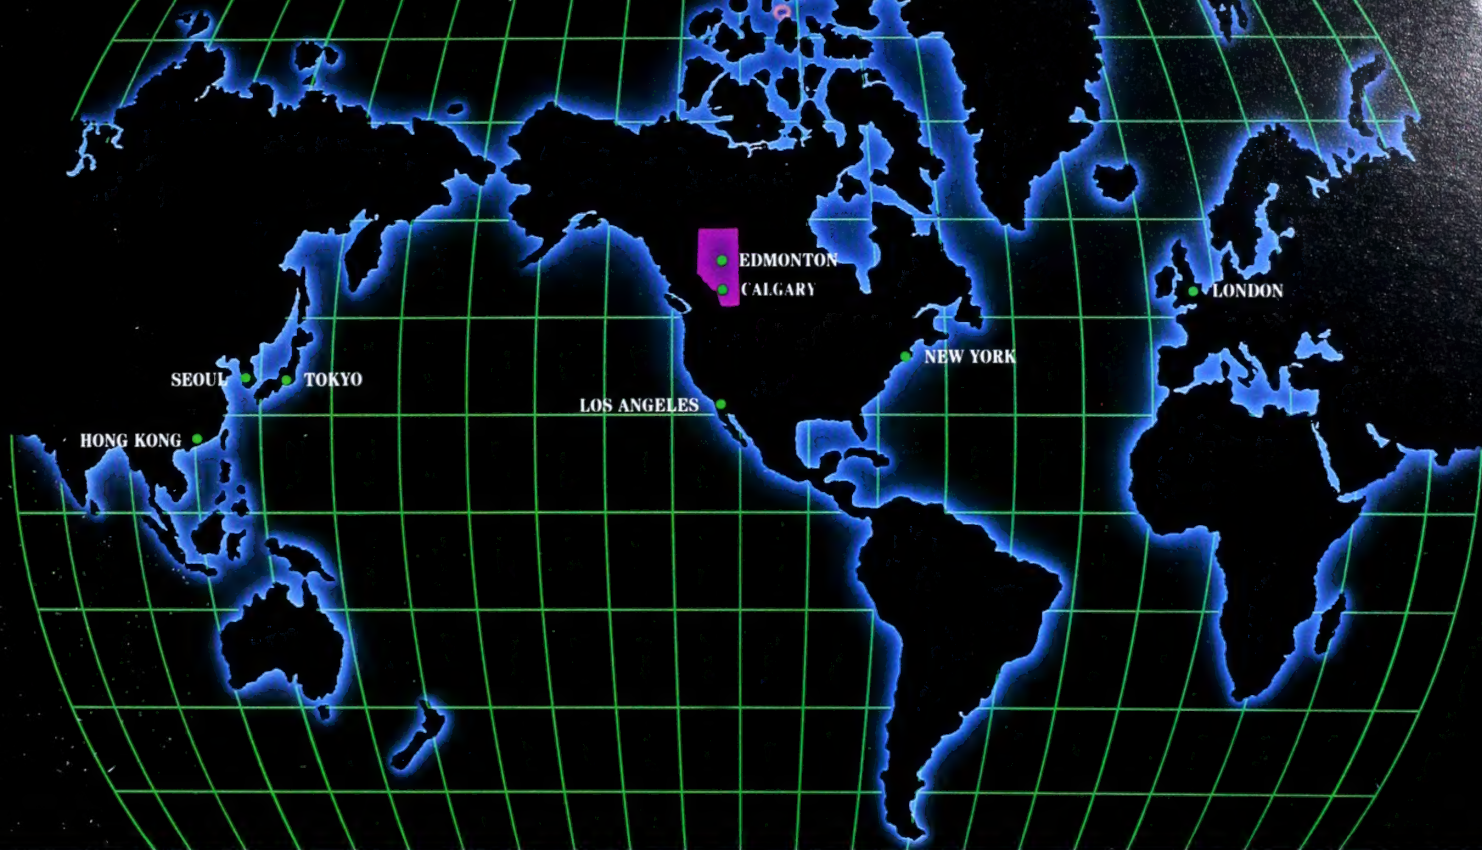 EDMONTON
CALGARY
LONDON
NEW YORK
SEOUL
TOKYO
LOS ANGELES
HONG KONG